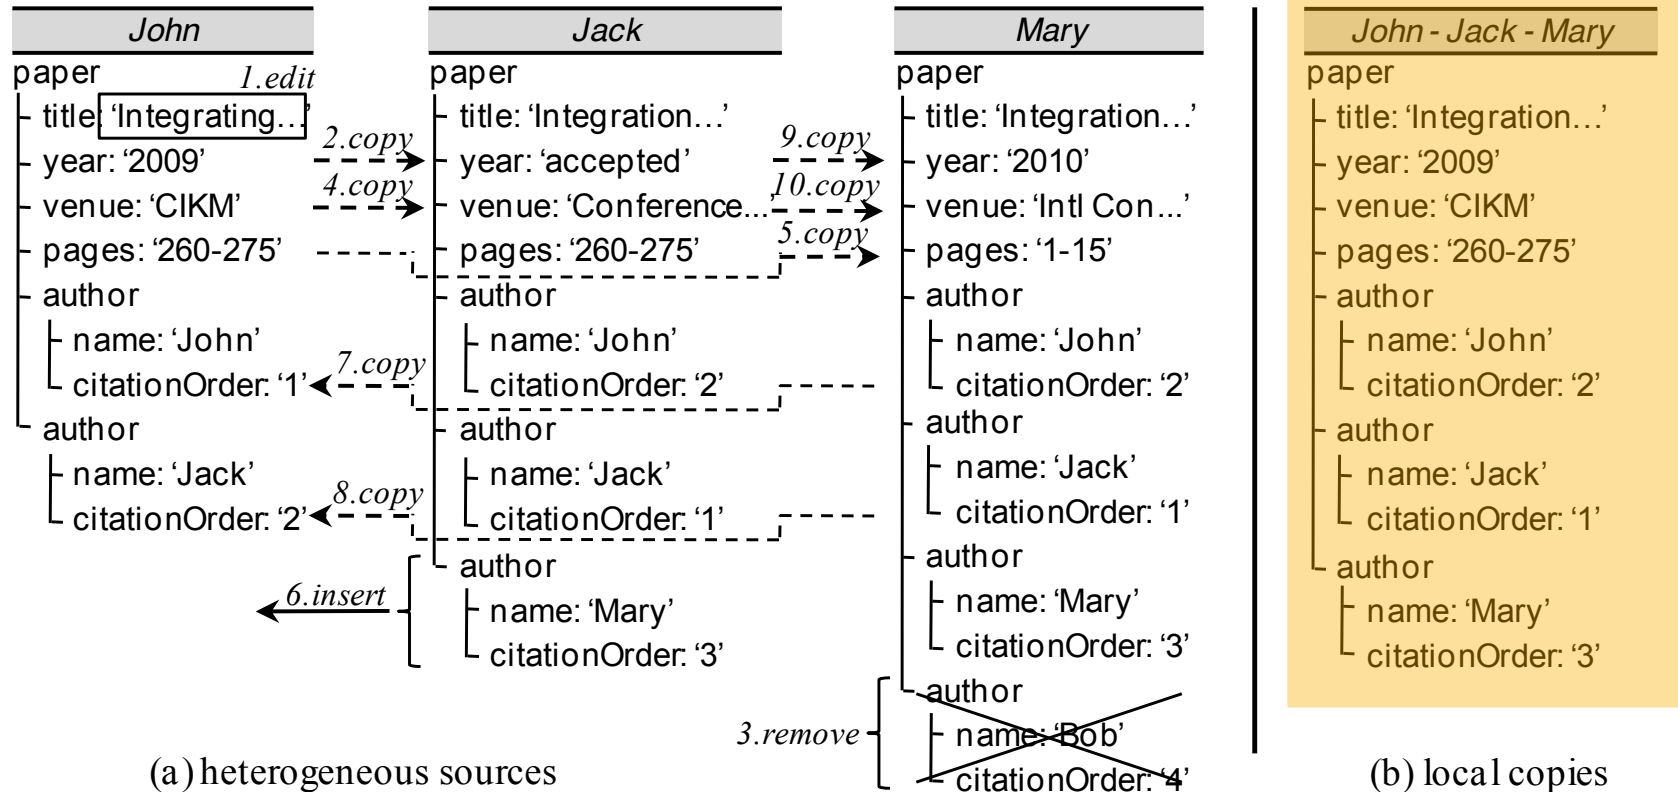 John
paper
1.edit
title: ‘Integrating...’
year: ‘2009’
venue: ‘CIKM’
pages: ‘260-275’
author
name: ‘John’
citationOrder: ‘1’
author
name: ‘Jack’
citationOrder: ‘2’
2.copy
4.copy
7.copy
8.copy
6.insert
Jack
paper
title: ‘Integration...’
year: ‘accepted’
venue: ‘Conference...’
pages: ‘260-275’
author
name: ‘John’
citationOrder: ‘2’
author
name: ‘Jack’
citationOrder: ‘1’
author
name: ‘Mary’
citationOrder: ‘3’
9.copy
10.copy
5.copy
3.remove
Mary
paper
title: ‘Integration...’
year: ‘2010’
venue: ‘Intl Con...’
pages: ‘1-15’
author
name: ‘John’
citationOrder: ‘2’
author
name: ‘Jack’
citationOrder: ‘1’
author
name: ‘Mary’
citationOrder: ‘3’
author
name: ‘Bob’
citationOrder: ‘4’
(a) heterogeneous sources
John - Jack - Mary
paper
title: ‘Integration...’
year: ‘2009’
venue: ‘CIKM’
pages: ‘260-275’
author
name: ‘John’
citationOrder: ‘2’
author
name: ‘Jack’
citationOrder: ‘1’
author
name: ‘Mary’
citationOrder: ‘3’
(b) local copies